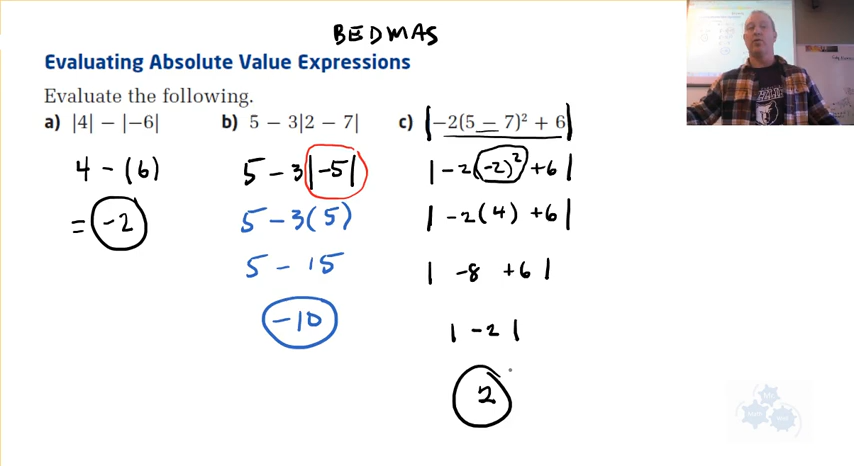 BEDMAS
Evaluating Absolute Value Expressions
Evaluate the following.
a) |4| − |−6|
4 - (6)
= -2
b) 5 − 3|2 − 7|
5 - 3|-5|
5 - 3(5)
5 - 15
-10
c) |−2(5 − 7)² + 6|
|-2(-2)² + 6|
|-2(4) + 6|
|-8 + 6|
|-2|
2